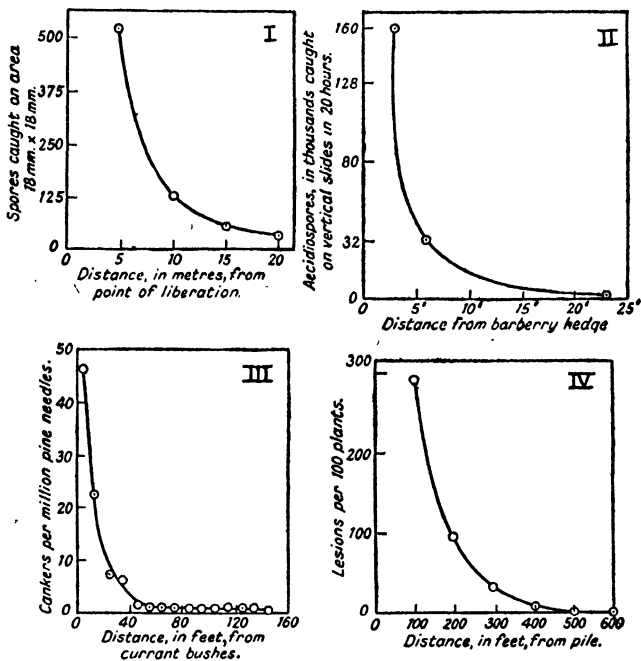 I
Spores caught on area
18 mm. x 18 mm.
500
375
250
125
0
0 5 10 15 20
Distance, in metres, from
point of liberation.
II
Aecidiospores, in thousands caught
on vertical slides in 20 hours.
160
128
80
32
0
0 5' 10' 15' 20' 25'
Distance from barberry hedge
III
Cankers per million pine needles.
50
40
30
20
10
0
0 40 80 120 160
Distance, in feet, from
currant bushes.
IV
Lesions per 100 plants.
300
200
100
0
0 100 200 300 400 500 600
Distance, in feet, from pile.